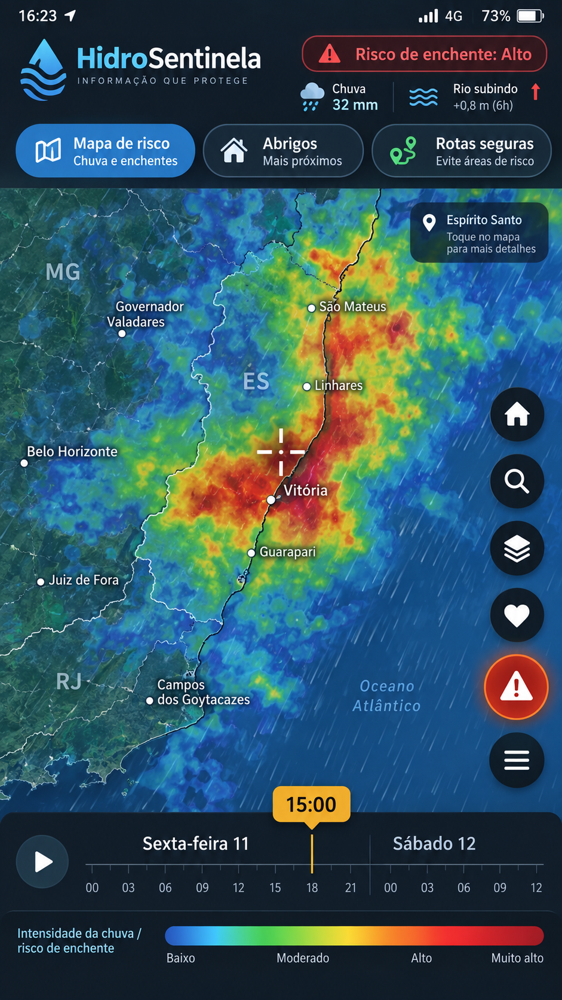 16:23
4G
73%
HidroSentinela
INFORMAÇÃO QUE PROTEGE
Risco de enchente: Alto
Chuva
32 mm
Rio subindo
+0,8 m (6h)
Mapa de risco
Chuva e enchentes
Abrigos
Mais próximos
Rotas seguras
Evite áreas de risco
Espírito Santo
Toque no mapa
para mais detalhes
MG
Governador
Valadares
São Mateus
ES
Linhares
Belo Horizonte
Vitória
Guarapari
Juiz de Fora
RJ
Campos
dos Goytacazes
Oceano
Atlântico
15:00
Sexta-feira 11
Sábado 12
00 03 06 09 12 15 18 21 00 03 06 09 12
Intensidade da chuva /
risco de enchente
Baixo
Moderado
Alto
Muito alto